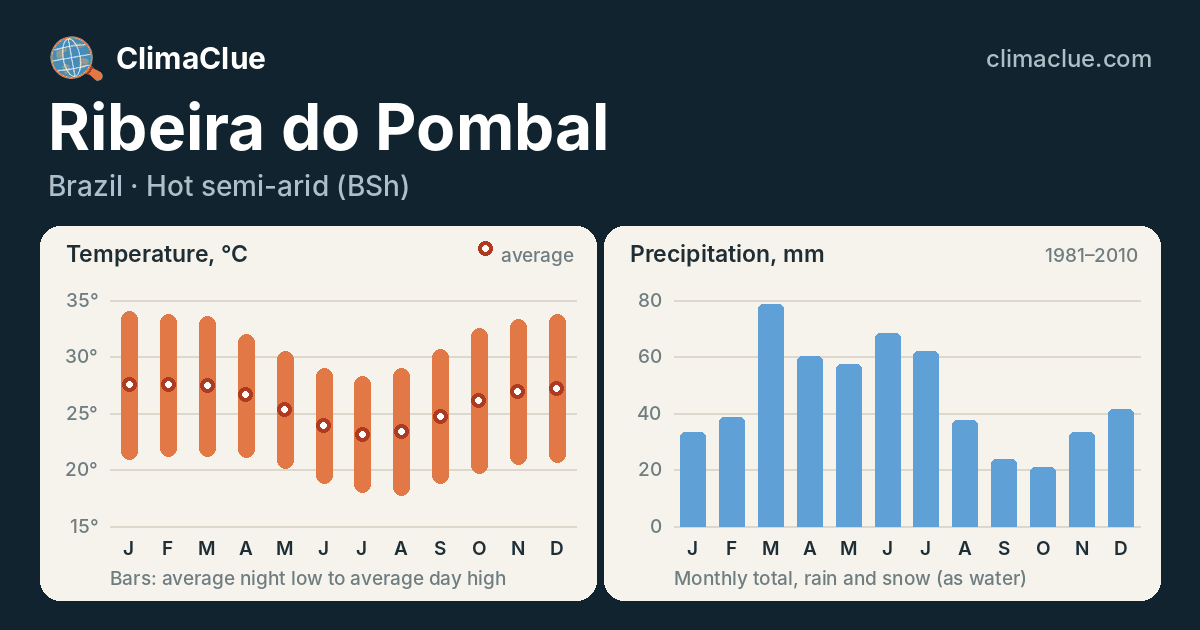 ClimaClue
climaclue.com
Ribeira do Pombal
Brazil · Hot semi-arid (BSh)
Temperature, °C
average
35°
30°
25°
20°
15°
J F M A M J J A S O N D
Bars: average night low to average day high
Precipitation, mm
1981–2010
80
60
40
20
0
J F M A M J J A S O N D
Monthly total, rain and snow (as water)